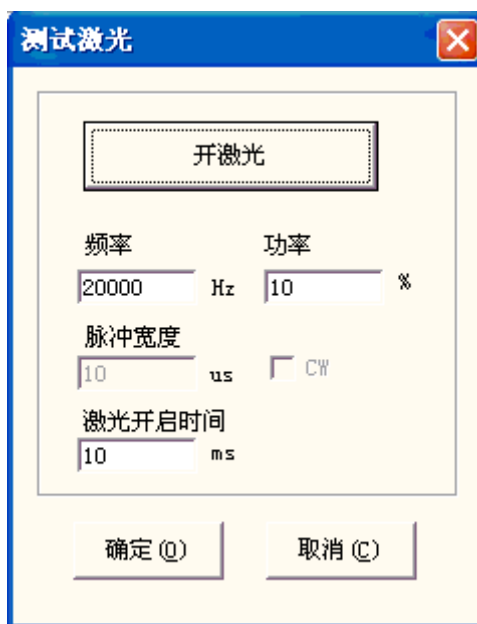 测试激光
开激光
频率 功率
20000 Hz 10 %
脉冲宽度
10 us CW
激光开启时间
10 ms
确定(O) 取消(C)